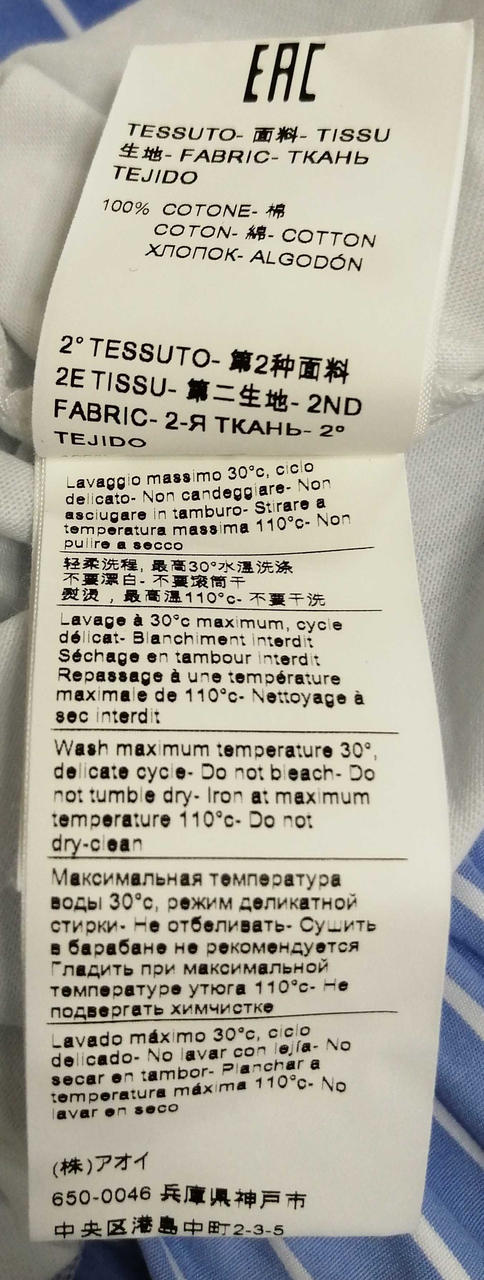 EAC
TESSUTO- 面料- TISSU
生地- FABRIC- ТКАНЬ
TEJIDO
100% COTONE- 棉
COTON- 綿- COTTON
ХЛОПОК- ALGODÓN
2° TESSUTO- 第2种面料
2E TISSU- 第二生地- 2ND
FABRIC- 2-Я ТКАНЬ- 2°
TEJIDO
Lavaggio massimo 30°c, ciclo
delicato- Non candeggiare- Non
asciugare in tamburo- Stirare a
temperatura massima 110°c- Non
pulire a secco
轻柔洗程, 最高30°水温洗涤
不要漂白- 不要滚筒干
熨烫，最高温110°c- 不要干洗
Lavage à 30°c maximum, cycle
délicat- Blanchiment interdit
Séchage en tambour interdit
Repassage à une température
maximale de 110°c- Nettoyage à
sec interdit
Wash maximum temperature 30°,
delicate cycle- Do not bleach- Do
not tumble dry- Iron at maximum
temperature 110°c- Do not
dry-clean
Максимальная температура
воды 30°c, режим деликатной
стирки- Не отбеливать- Сушить
в барабане не рекомендуется
Гладить при максимальной
температуре утюга 110°c- Не
подвергать химчистке
Lavado máximo 30°c, ciclo
delicado- No lavar con lejía- No
secar en tambor- Planchar a
temperatura máxima 110°c- No
lavar en seco
(株)アオイ
650-0046 兵庫県神戸市
中央区港島中町2-3-5